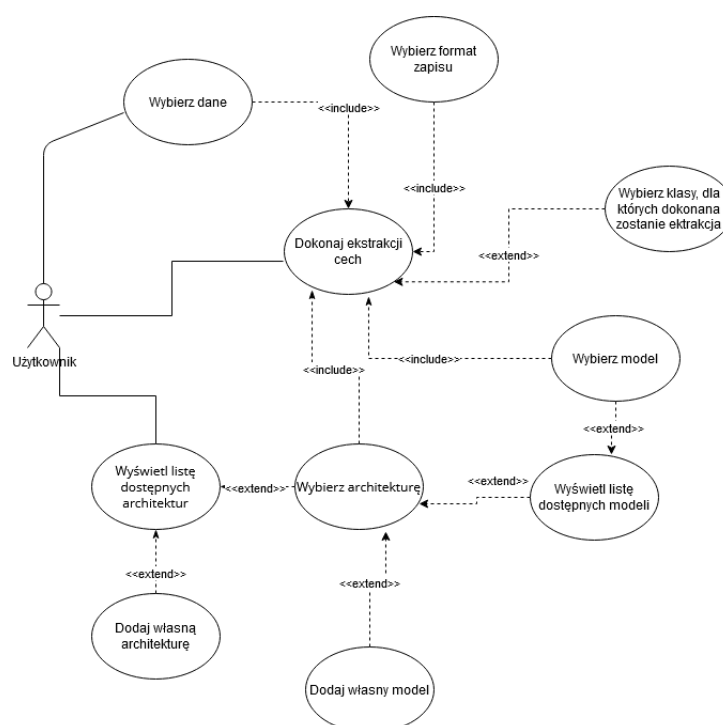 Wybierz format
zapisu
Wybierz dane
<<include>>
<<include>>
Wybierz klasy, dla
których dokonana
zostanie ektrakcja
Dokonaj ekstrakcji
cech
<<extend>>
Użytkownik
<<include>>
<<include>>
Wybierz model
<<extend>>
Wyświetl listę
dostępnych
architektur
<<extend>>
Wybierz architekturę
<<extend>>
Wyświetl listę
dostępnych modeli
<<extend>>
<<extend>>
Dodaj własną
architekturę
Dodaj własny model